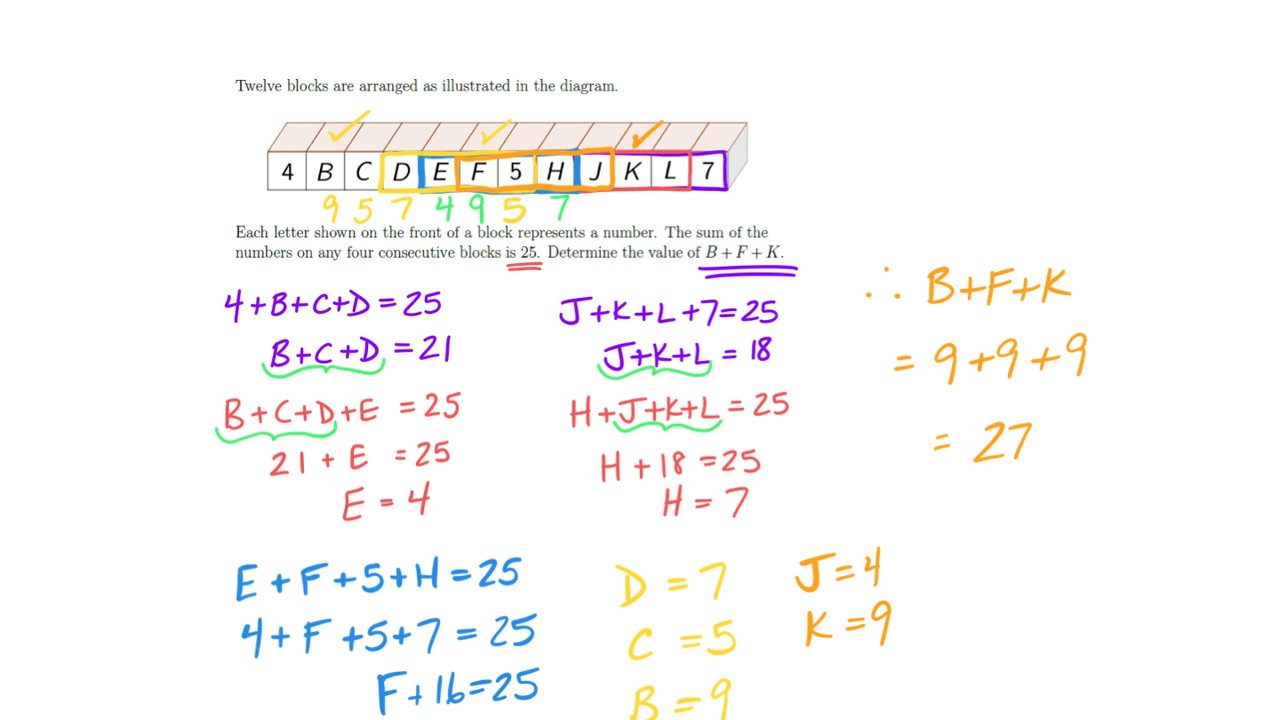 Twelve blocks are arranged as illustrated in the diagram.
4 B C D E F 5 H J K L 7
9 5 7 4 9 5 7
Each letter shown on the front of a block represents a number. The sum of the
numbers on any four consecutive blocks is 25. Determine the value of B + F + K.
4+B+C+D=25
B+C+D=21
B+C+D+E=25
21+E=25
E=4
J+K+L+7=25
J+K+L=18
H+J+K+L=25
H+18=25
H=7
∴ B+F+K
=9+9+9
=27
E+F+5+H=25
4+F+5+7=25
F+16=25
D=7
C=5
B=9
J=4
K=9